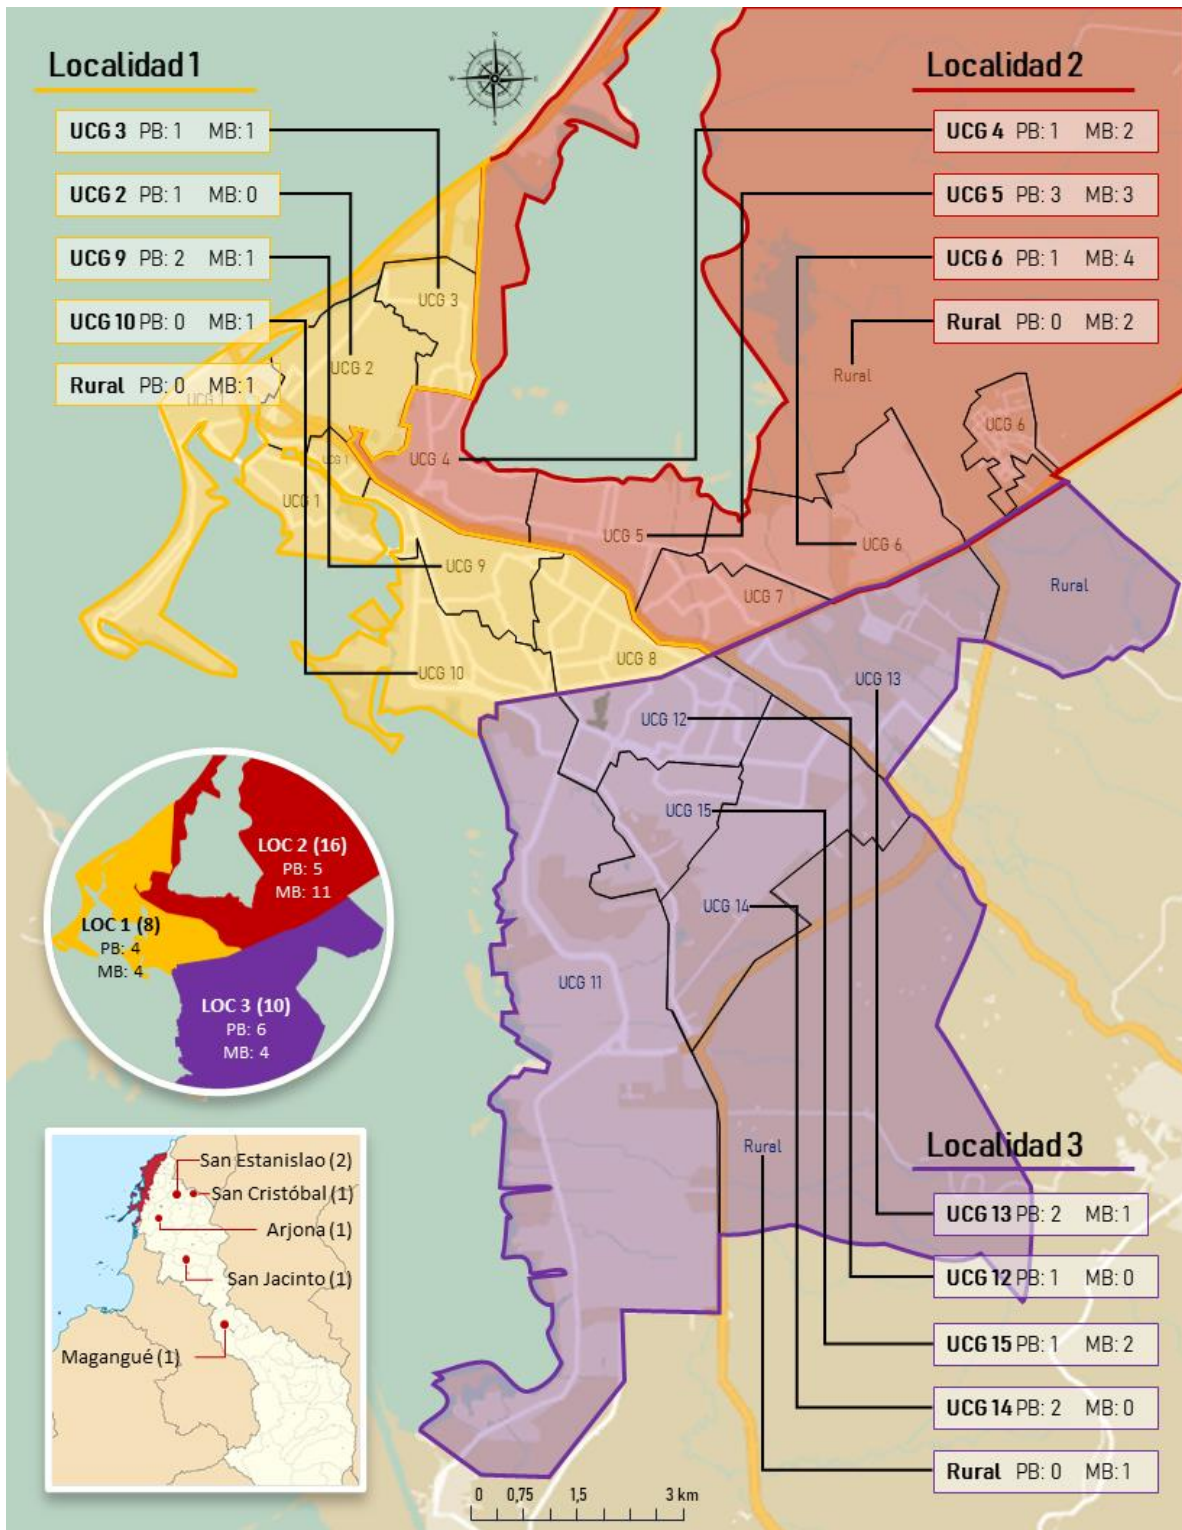 Localidad 1
UCG 3 PB: 1 MB: 1
UCG 2 PB: 1 MB: 0
UCG 9 PB: 2 MB: 1
UCG 10 PB: 0 MB: 1
Rural PB: 0 MB: 1
N
W E
S
Localidad 2
UCG 4 PB: 1 MB: 2
UCG 5 PB: 3 MB: 3
UCG 6 PB: 1 MB: 4
Rural PB: 0 MB: 2
UCG 3
UCG 2
Rural
UCG 1
UCG 6
UCG 4
UCG 1
UCG 1
UCG 5
UCG 6
UCG 9
UCG 7
Rural
UCG 8
UCG 10
UCG 13
UCG 12
UCG 15
UCG 14
UCG 11
Rural
LOC 2 (16)
PB: 5
MB: 11
LOC 1 (8)
PB: 4
MB: 4
LOC 3 (10)
PB: 6
MB: 4
San Estanislao (2)
San Cristóbal (1)
Arjona (1)
San Jacinto (1)
Magangué (1)
Localidad 3
UCG 13 PB: 2 MB: 1
UCG 12 PB: 1 MB: 0
UCG 15 PB: 1 MB: 2
UCG 14 PB: 2 MB: 0
Rural PB: 0 MB: 1
0 0,75 1,5 3 km